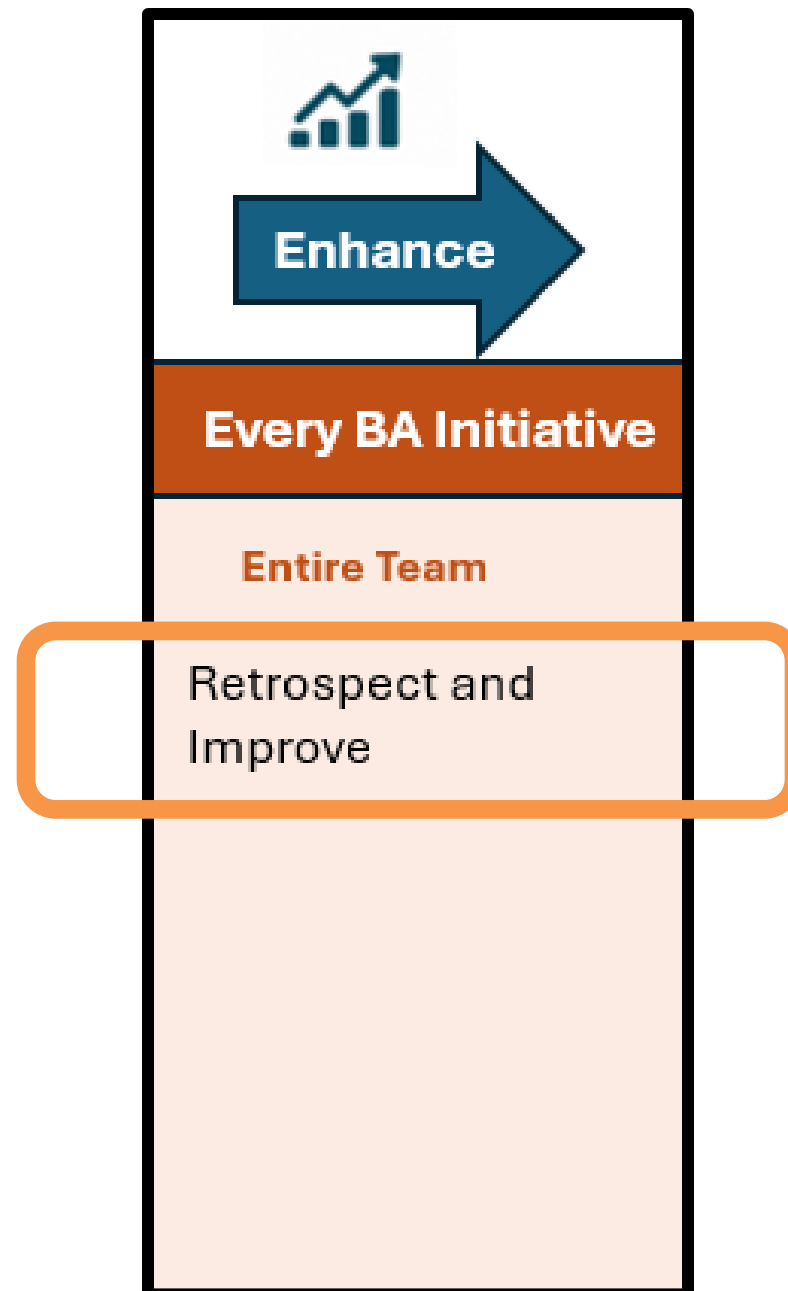 Enhance
Every BA Initiative
Entire Team
Retrospect and
Improve